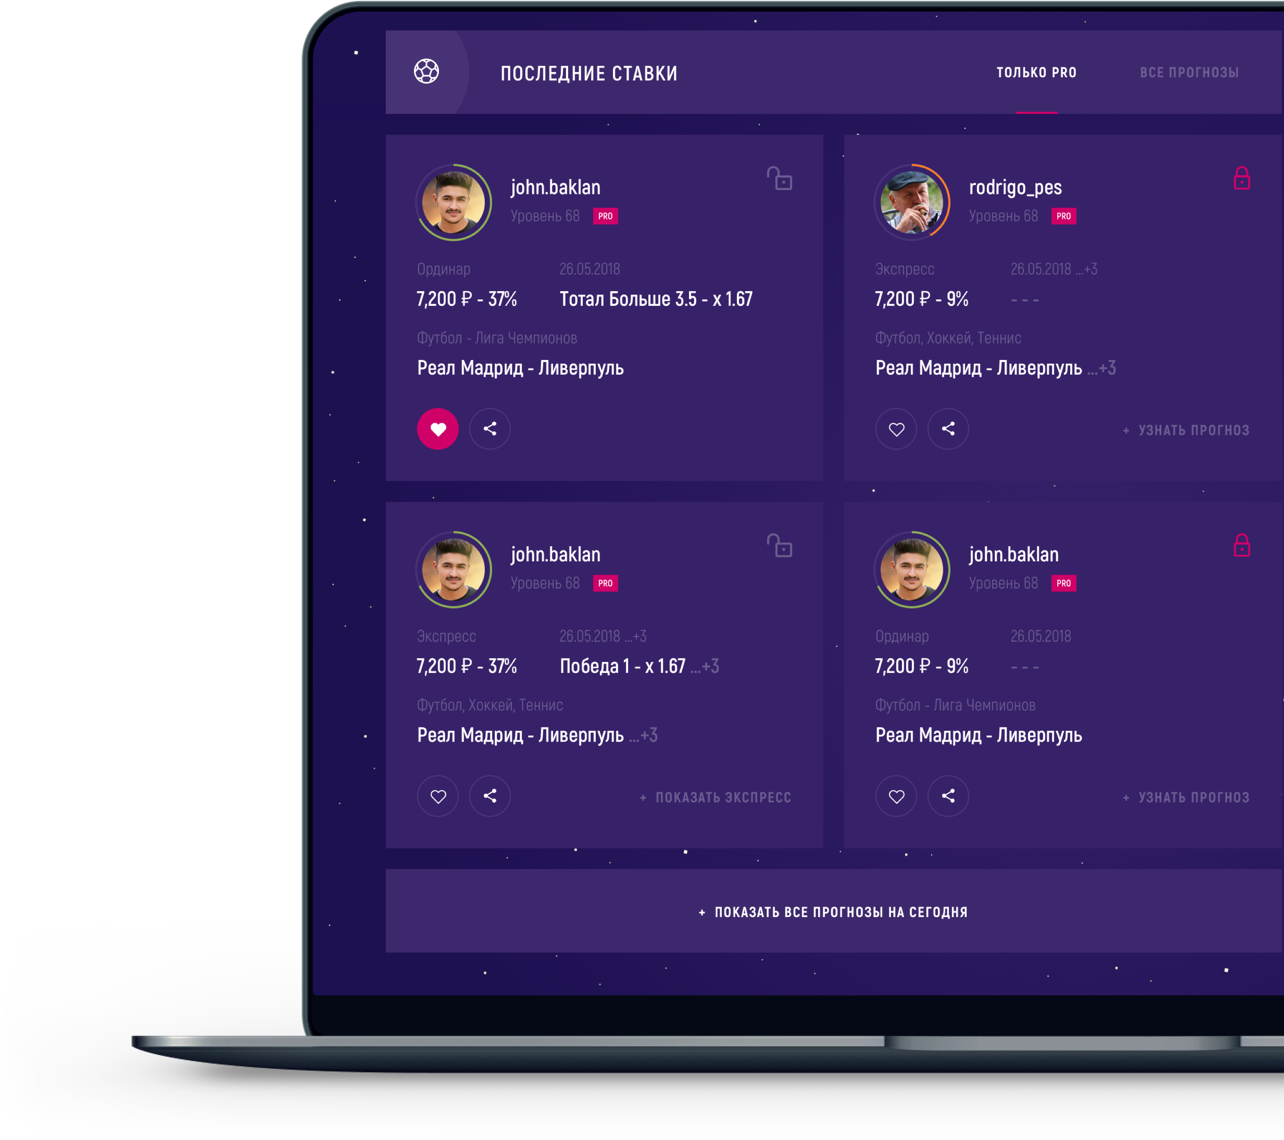 ПОСЛЕДНИЕ СТАВКИ
ТОЛЬКО PRO
ВСЕ ПРОГНОЗЫ
john.baklan
Уровень 68 PRO
Ординар 26.05.2018
7,200 ₽ - 37% Тотал Больше 3.5 - x 1.67
Футбол - Лига Чемпионов
Реал Мадрид - Ливерпуль
rodrigo_pes
Уровень 68 PRO
Экспресс 26.05.2018 ...+3
7,200 ₽ - 9% - - -
Футбол, Хоккей, Теннис
Реал Мадрид - Ливерпуль ...+3
+ УЗНАТЬ ПРОГНОЗ
john.baklan
Уровень 68 PRO
Экспресс 26.05.2018 ...+3
7,200 ₽ - 37% Победа 1 - x 1.67 ...+3
Футбол, Хоккей, Теннис
Реал Мадрид - Ливерпуль ...+3
+ ПОКАЗАТЬ ЭКСПРЕСС
john.baklan
Уровень 68 PRO
Ординар 26.05.2018
7,200 ₽ - 9% - - -
Футбол - Лига Чемпионов
Реал Мадрид - Ливерпуль
+ УЗНАТЬ ПРОГНОЗ
+ ПОКАЗАТЬ ВСЕ ПРОГНОЗЫ НА СЕГОДНЯ